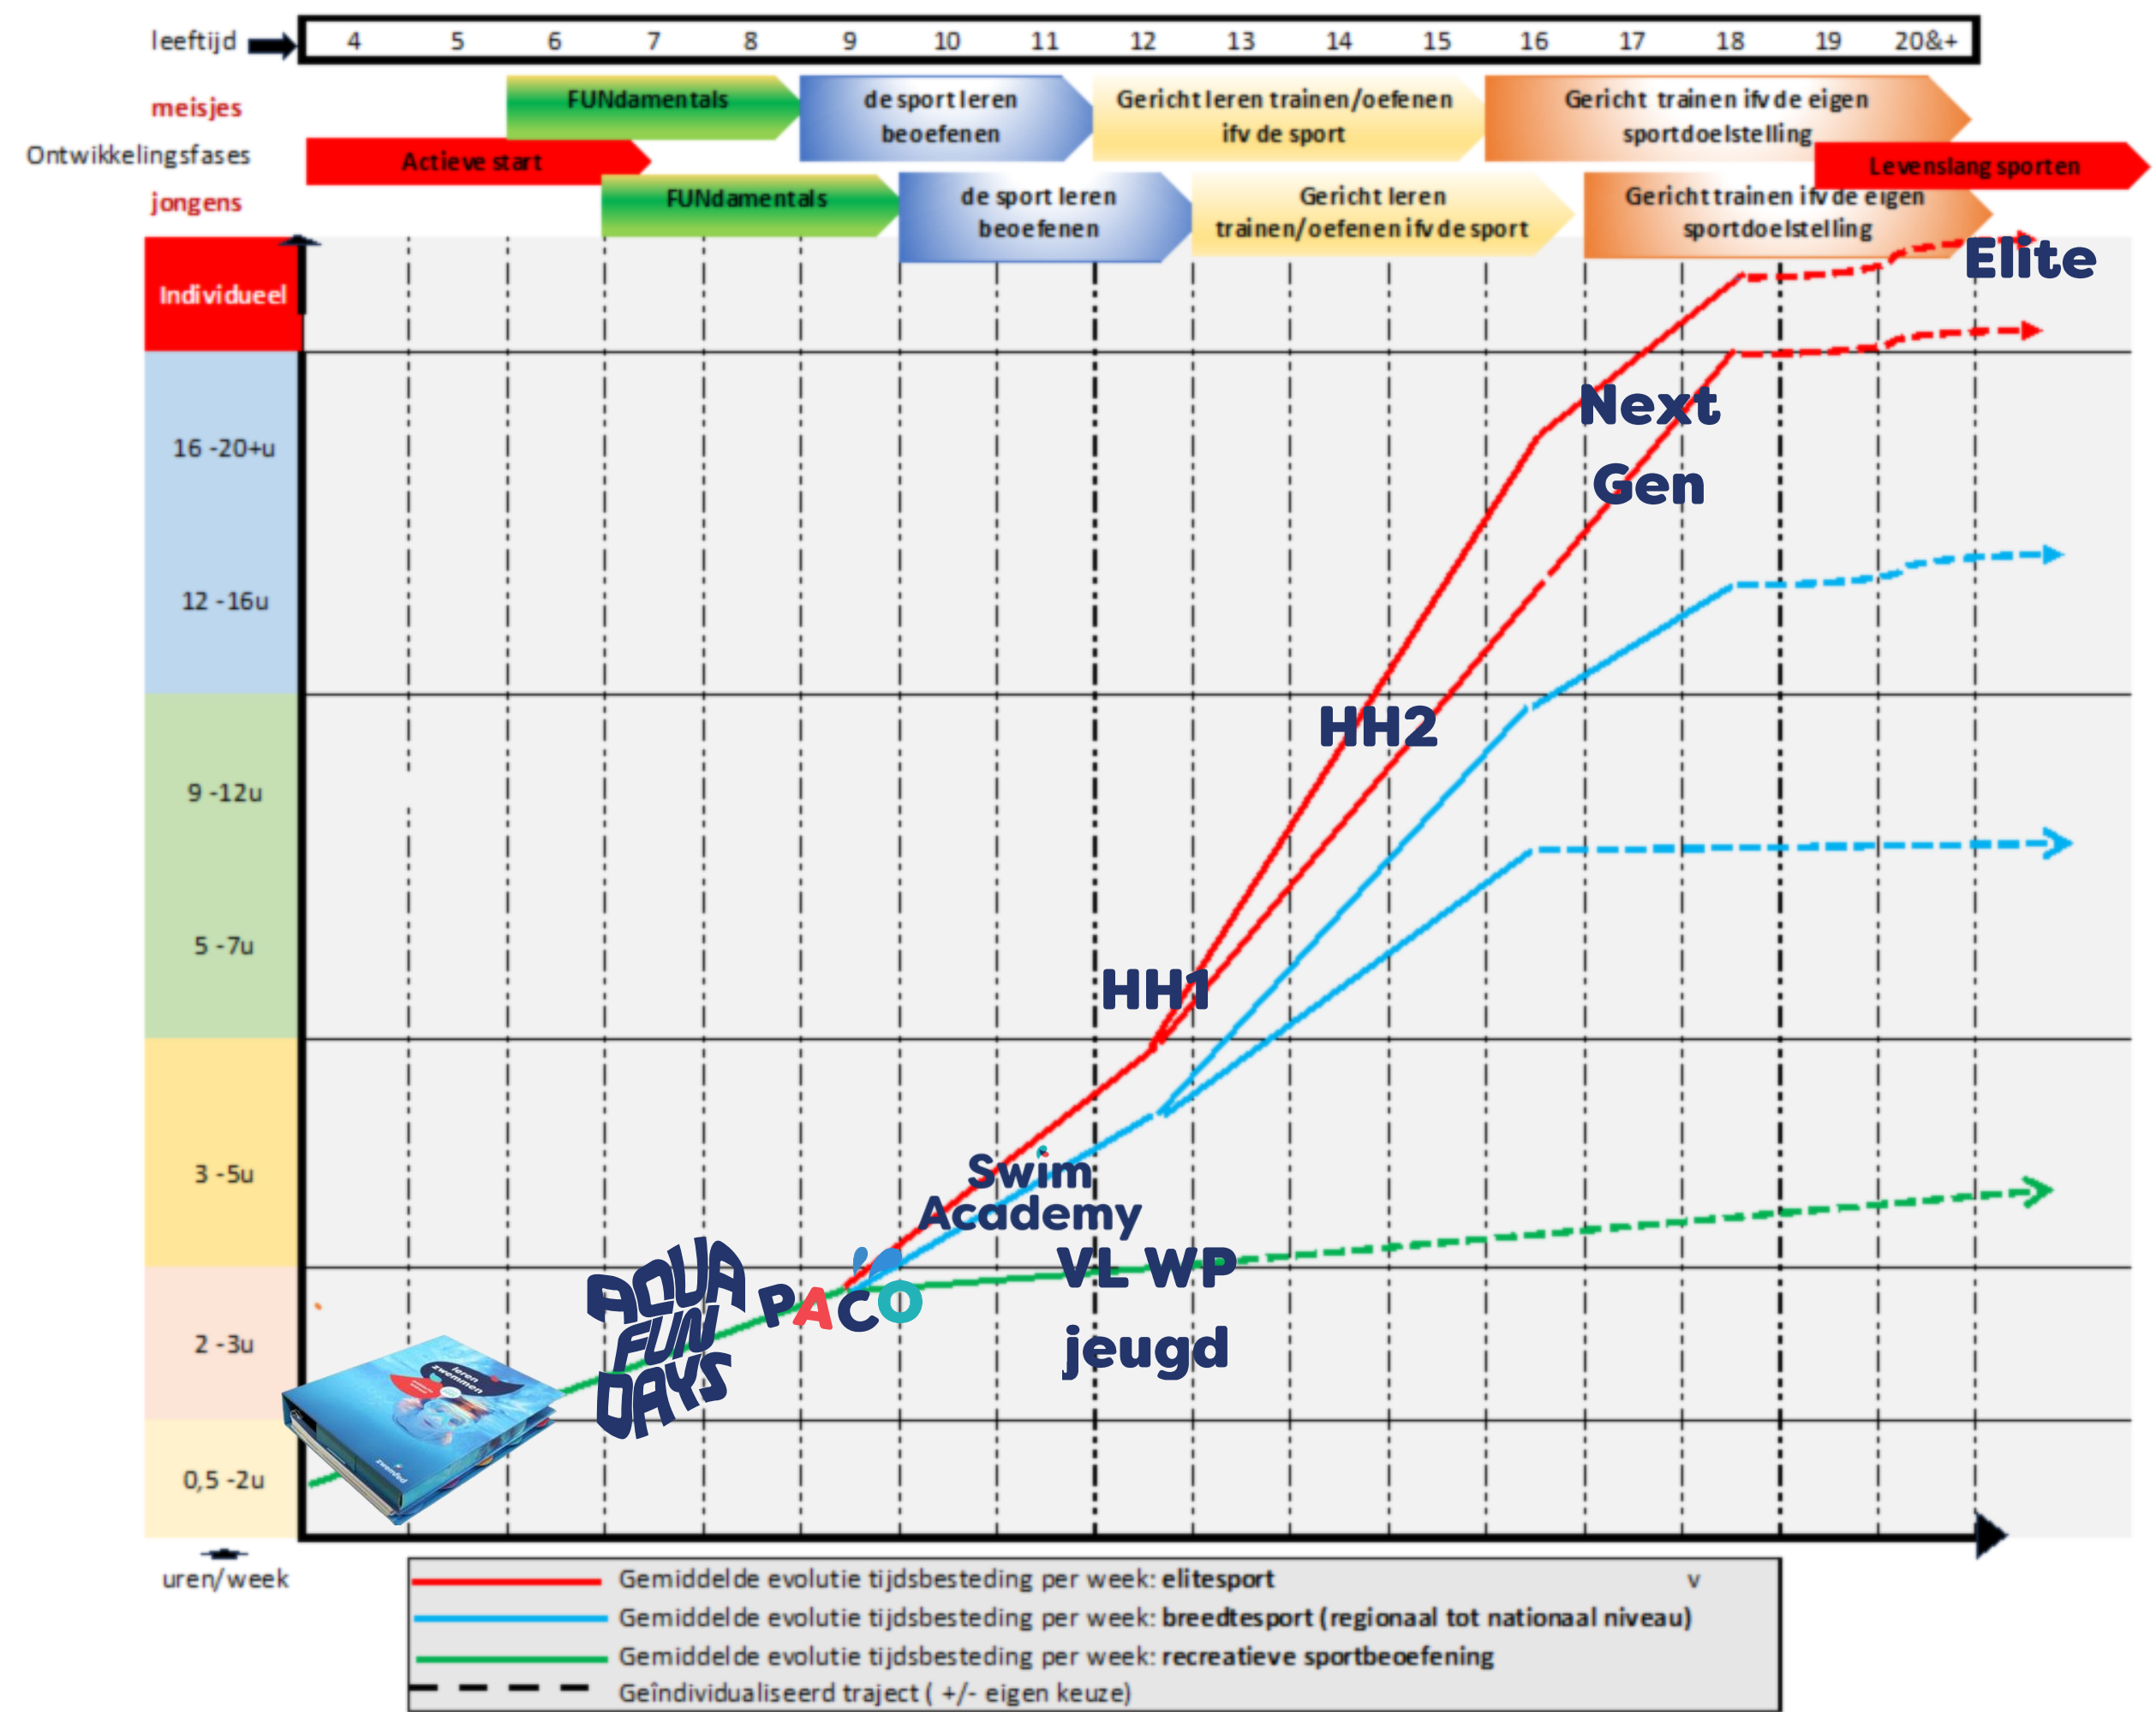 leeftijd 4 5 6 7 8 9 10 11 12 13 14 15 16 17 18 19 20&+
meisjes
FUNdamentals
de sport leren
beoefenen
Gericht leren trainen/oefenen
ifv de sport
Gericht trainen ifv de eigen
sportdoelstelling
Ontwikkelingsfases
Actieve start
Levenslang sporten
jongens
FUNdamentals
de sport leren
beoefenen
Gericht leren
trainen/oefenen ifv de sport
Gericht trainen ifv de eigen
sportdoelstelling
Elite
Individueel
Next
Gen
16 -20+u
12 -16u
HH2
9 -12u
5 -7u
HH1
3 -5u
Swim
Academy
VL WP
jeugd
AQUA
FUN
DAYS
PACO
2 -3u
leren
zwemmen
zwemfed
0,5 -2u
uren/week
Gemiddelde evolutie tijdsbesteding per week: elitesport v
Gemiddelde evolutie tijdsbesteding per week: breedtesport (regionaal tot nationaal niveau)
Gemiddelde evolutie tijdsbesteding per week: recreatieve sportbeoefening
Geïndividualiseerd traject ( +/- eigen keuze)